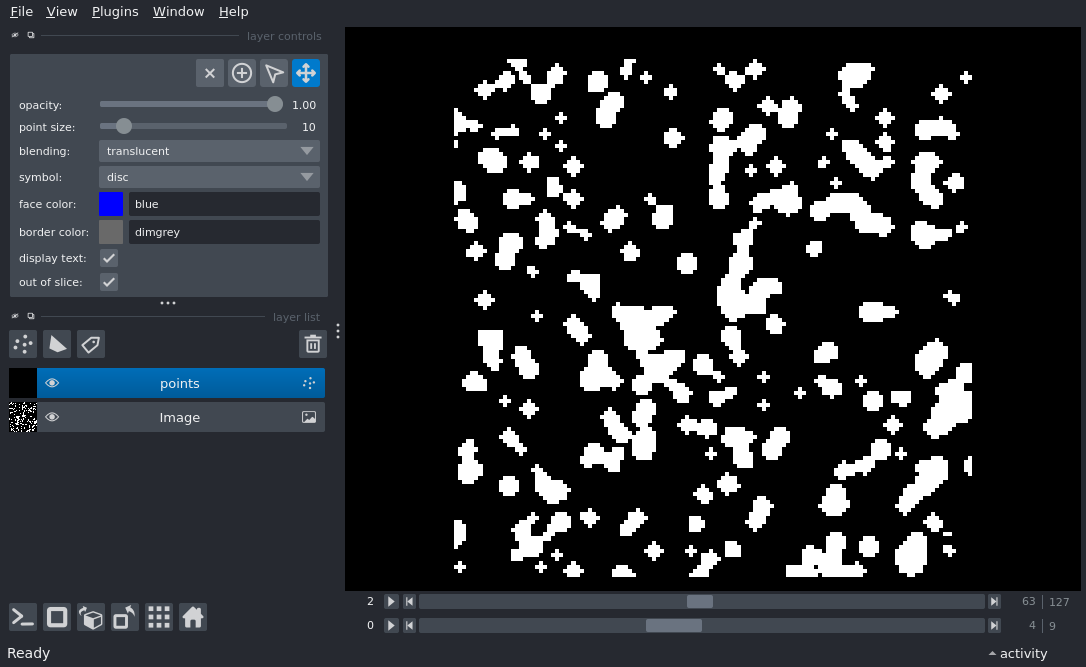 File View Plugins Window Help
layer controls
opacity: 1.00
point size: 10
blending: translucent
symbol: disc
face color: blue
border color: dimgrey
display text:
out of slice:
layer list
points
Image
2 63 127
0 4 9
Ready activity